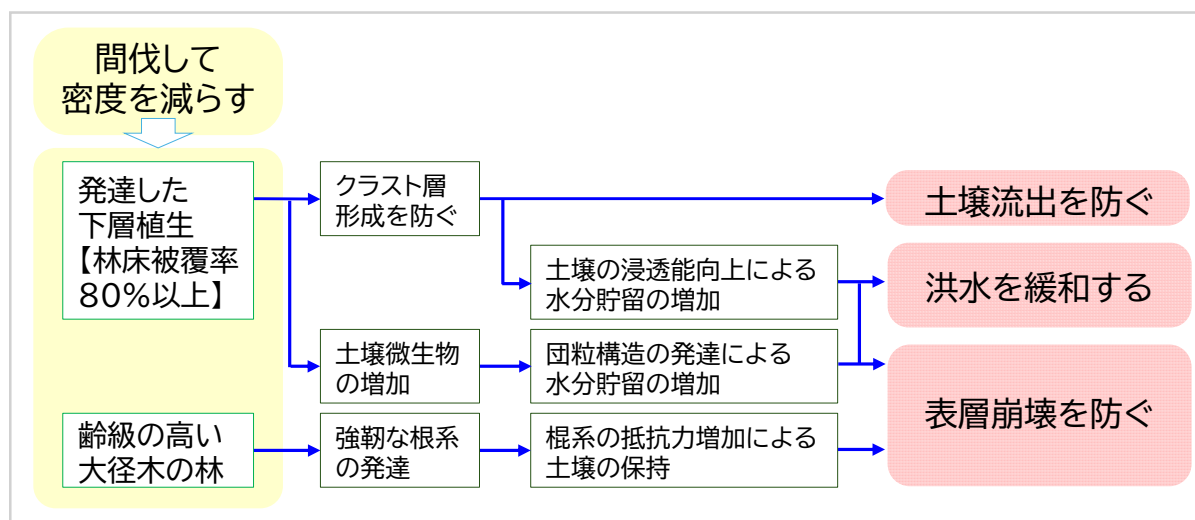 間伐して
密度を減らす
発達した
下層植生
【林床被覆率
80%以上】
クラスト層
形成を防ぐ
土壌流出を防ぐ
土壌の浸透能向上による
水分貯留の増加
洪水を緩和する
土壌微生物
の増加
団粒構造の発達による
水分貯留の増加
表層崩壊を防ぐ
齢級の高い
大径木の林
強靭な根系
の発達
棍系の抵抗力増加による
土壌の保持